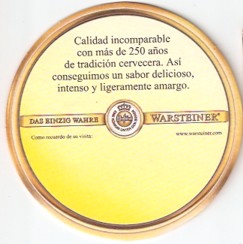 Calidad incomparable
con más de 250 años
de tradición cervecera. Así
conseguimos un sabor delicioso,
intenso y ligeramente amargo.
DAS EINZIG WAHRE WARSTEINER
Como recuerdo de su visita: www.warsteiner.com